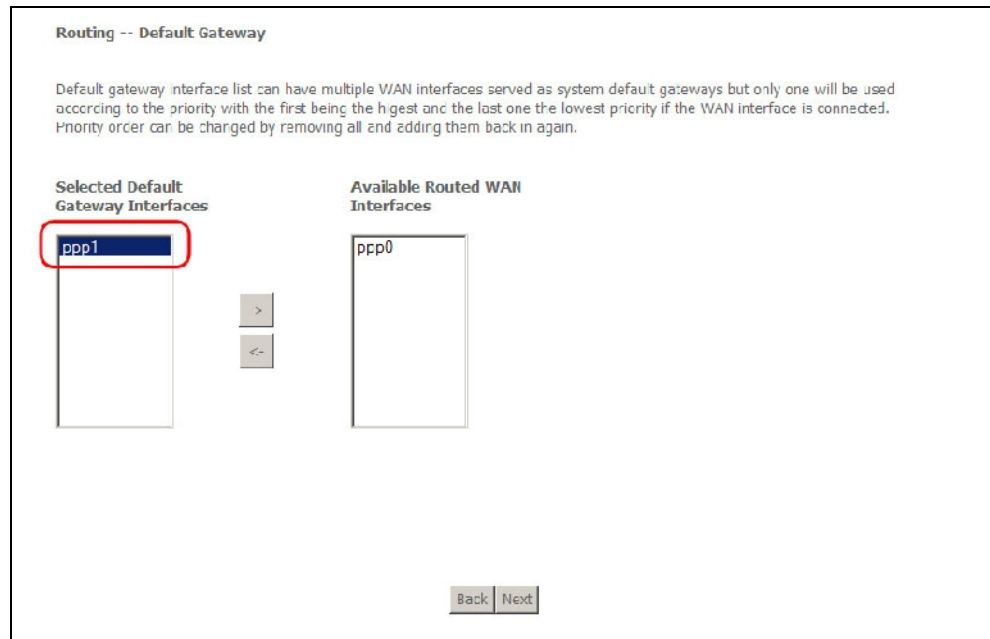 Routing -- Default Gateway
Default gateway interface list can have multiple WAN interfaces served as system default gateways but only one will be used
according to the priority with the first being the higest and the last one the lowest priority if the WAN interface is connected.
Priority order can be changed by removing all and adding them back in again.
Selected Default
Gateway Interfaces
Available Routed WAN
Interfaces
ppp1
ppp0
>
<-
Back Next